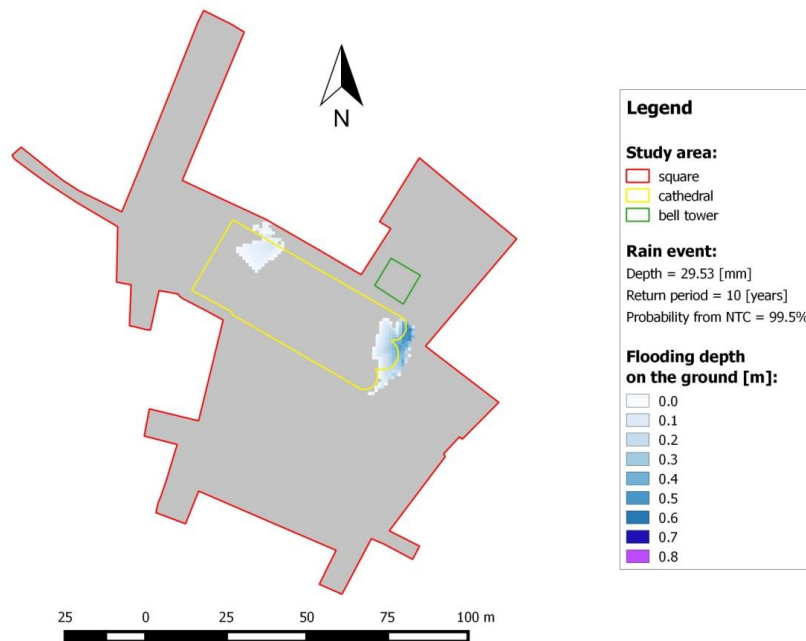 N
Legend
Study area:
square
cathedral
bell tower
Rain event:
Depth = 29.53 [mm]
Return period = 10 [years]
Probability from NTC = 99.5%
Flooding depth
on the ground [m]:
0.0
0.1
0.2
0.3
0.4
0.5
0.6
0.7
0.8
25 0 25 50 75 100 m